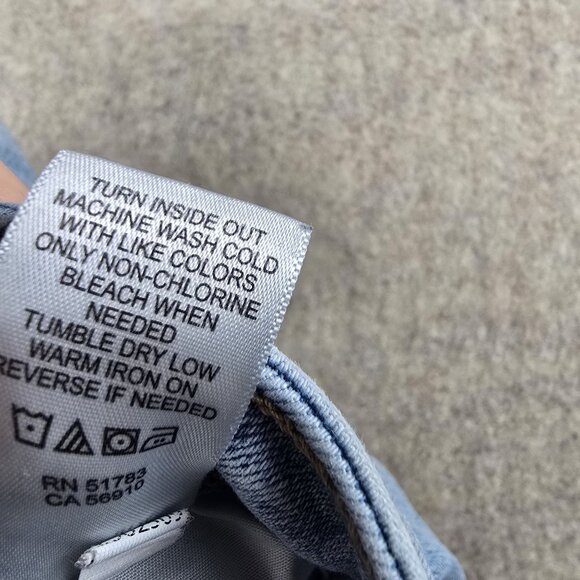 TURN INSIDE OUT
MACHINE WASH COLD
WITH LIKE COLORS
ONLY NON-CHLORINE
BLEACH WHEN
NEEDED
TUMBLE DRY LOW
WARM IRON ON
REVERSE IF NEEDED
RN 51783
CA 56910